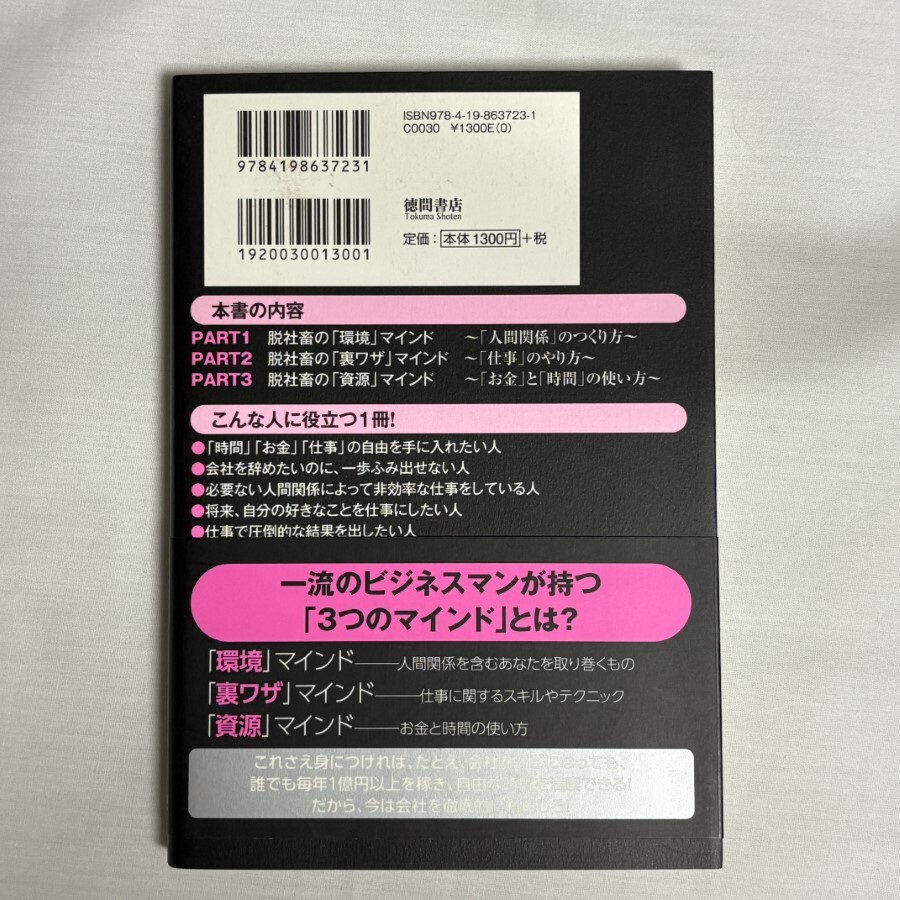 ISBN978-4-19-863723-1
C0030 ¥1300E(0)
9784198637231
徳間書店
Tokuma Shoten
1920030013001
定価：本体1300円+税
本書の内容
PART1 脱社畜の「環境」マインド ～「人間関係」のつくり方～
PART2 脱社畜の「裏ワザ」マインド ～「仕事」のやり方～
PART3 脱社畜の「資源」マインド ～「お金」と「時間」の使い方～
こんな人に役立つ1冊!
●「時間」「お金」「仕事」の自由を手に入れたい人
●会社を辞めたいのに、一歩ふみ出せない人
●必要ない人間関係によって非効率な仕事をしている人
●将来、自分の好きなことを仕事にしたい人
●仕事で圧倒的な結果を出したい人
一流のビジネスマンが持つ
「3つのマインド」とは?
「環境」マインド――人間関係を含むあなたを取り巻くもの
「裏ワザ」マインド――仕事に関するスキルやテクニック
「資源」マインド――お金と時間の使い方
これさえ身につければ、たとえ、会社
誰でも毎年1億円以上を稼ぎ、自由 できる!
だから、今は会社を徹底的